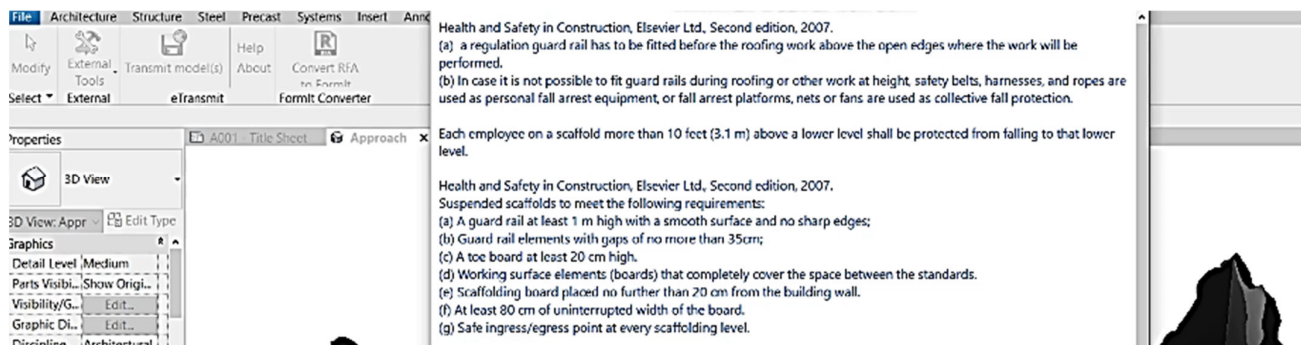 File Architecture Structure Steel Precast Systems Insert Anno
Modify
External Tools
Transmit model(s)
Help
About
Convert RFA
to FormIt
Select External eTransmit FormIt Converter
Properties
A001 - Title Sheet Approach
3D View
3D View: Appr Edit Type
Graphics
Detail Level Medium
Parts Visibi... Show Origi...
Visibility/G... Edit...
Graphic Di... Edit...
Discipline Architectural
Health and Safety in Construction, Elsevier Ltd., Second edition, 2007.
(a) a regulation guard rail has to be fitted before the roofing work above the open edges where the work will be
performed.
(b) In case it is not possible to fit guard rails during roofing or other work at height, safety belts, harnesses, and ropes are
used as personal fall arrest equipment, or fall arrest platforms, nets or fans are used as collective fall protection.
Each employee on a scaffold more than 10 feet (3.1 m) above a lower level shall be protected from falling to that lower
level.
Health and Safety in Construction, Elsevier Ltd., Second edition, 2007.
Suspended scaffolds to meet the following requirements:
(a) A guard rail at least 1 m high with a smooth surface and no sharp edges;
(b) Guard rail elements with gaps of no more than 35cm;
(c) A toe board at least 20 cm high.
(d) Working surface elements (boards) that completely cover the space between the standards.
(e) Scaffolding board placed no further than 20 cm from the building wall.
(f) At least 80 cm of uninterrupted width of the board.
(g) Safe ingress/egress point at every scaffolding level.